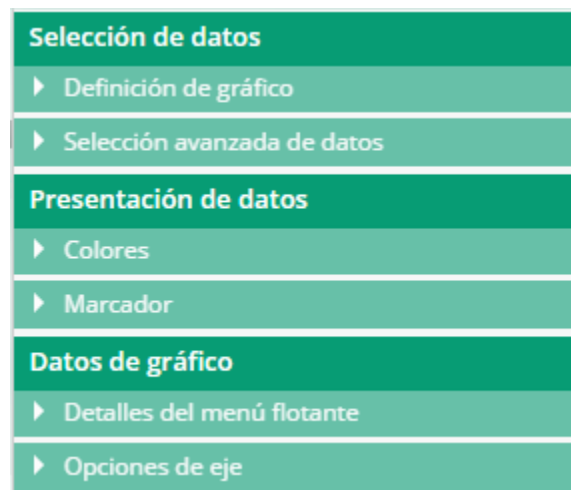 Selección de datos
Definición de gráfico
Selección avanzada de datos
Presentación de datos
Colores
Marcador
Datos de gráfico
Detalles del menú flotante
Opciones de eje